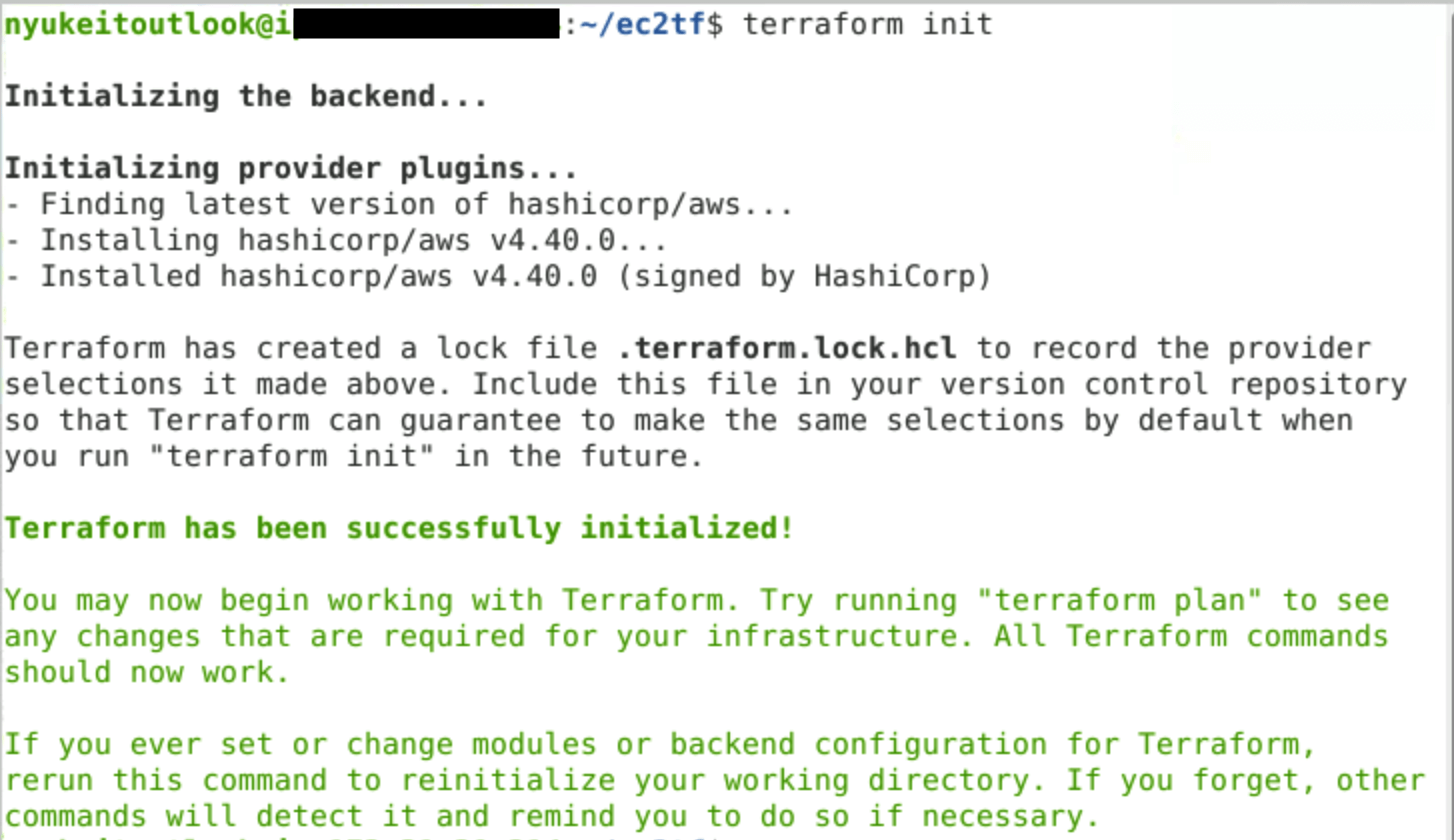 nyukeitoutlook@i :~/ec2tf$ terraform init
Initializing the backend...
Initializing provider plugins...
- Finding latest version of hashicorp/aws...
- Installing hashicorp/aws v4.40.0...
- Installed hashicorp/aws v4.40.0 (signed by HashiCorp)
Terraform has created a lock file .terraform.lock.hcl to record the provider
selections it made above. Include this file in your version control repository
so that Terraform can guarantee to make the same selections by default when
you run "terraform init" in the future.
Terraform has been successfully initialized!
You may now begin working with Terraform. Try running "terraform plan" to see
any changes that are required for your infrastructure. All Terraform commands
should now work.
If you ever set or change modules or backend configuration for Terraform,
rerun this command to reinitialize your working directory. If you forget, other
commands will detect it and remind you to do so if necessary.